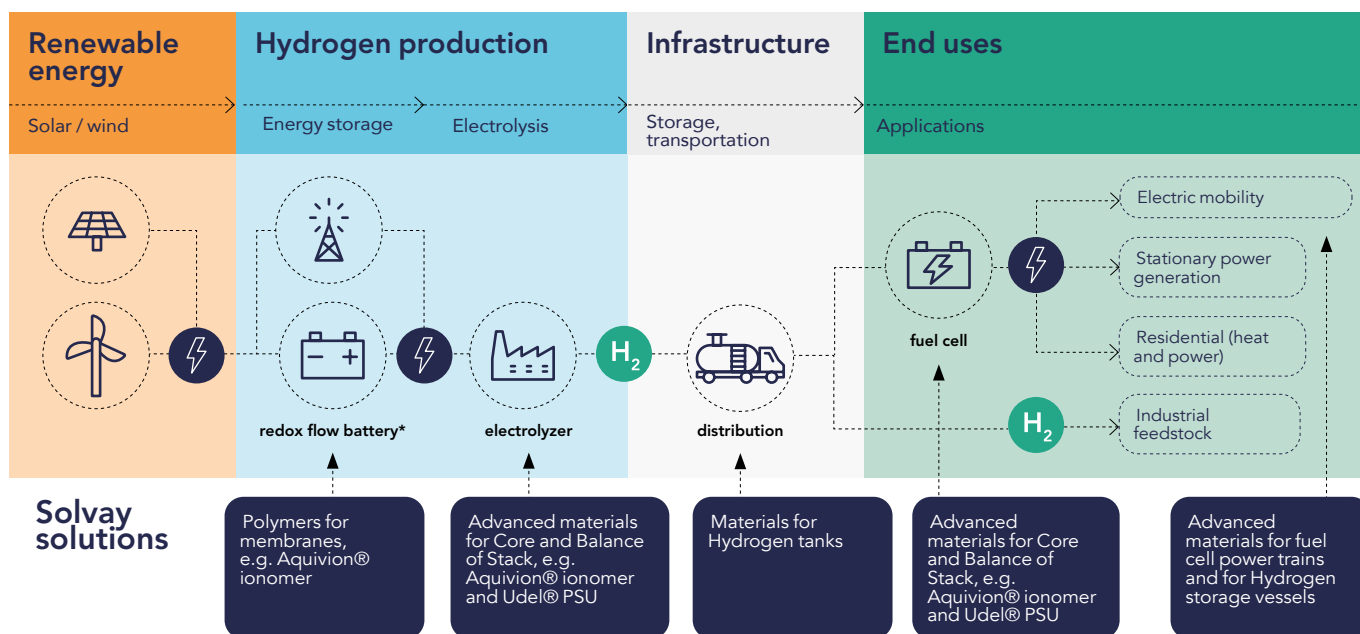 Renewable
energy
Hydrogen production
Infrastructure
End uses
Solar / wind
Energy storage
Electrolysis
Storage,
transportation
Applications
redox flow battery*
electrolyzer
H₂
distribution
fuel cell
Electric mobility
Stationary power
generation
Residential (heat
and power)
H₂
Industrial
feedstock
Solvay
solutions
Polymers for
membranes,
e.g. Aquivion®
ionomer
Advanced materials
for Core and Balance
of Stack, e.g.
Aquivion® ionomer
and Udel® PSU
Materials for
Hydrogen tanks
Advanced
materials for Core
and Balance of
Stack, e.g.
Aquivion® ionomer
and Udel® PSU
Advanced
materials for fuel
cell power trains
and for Hydrogen
storage vessels